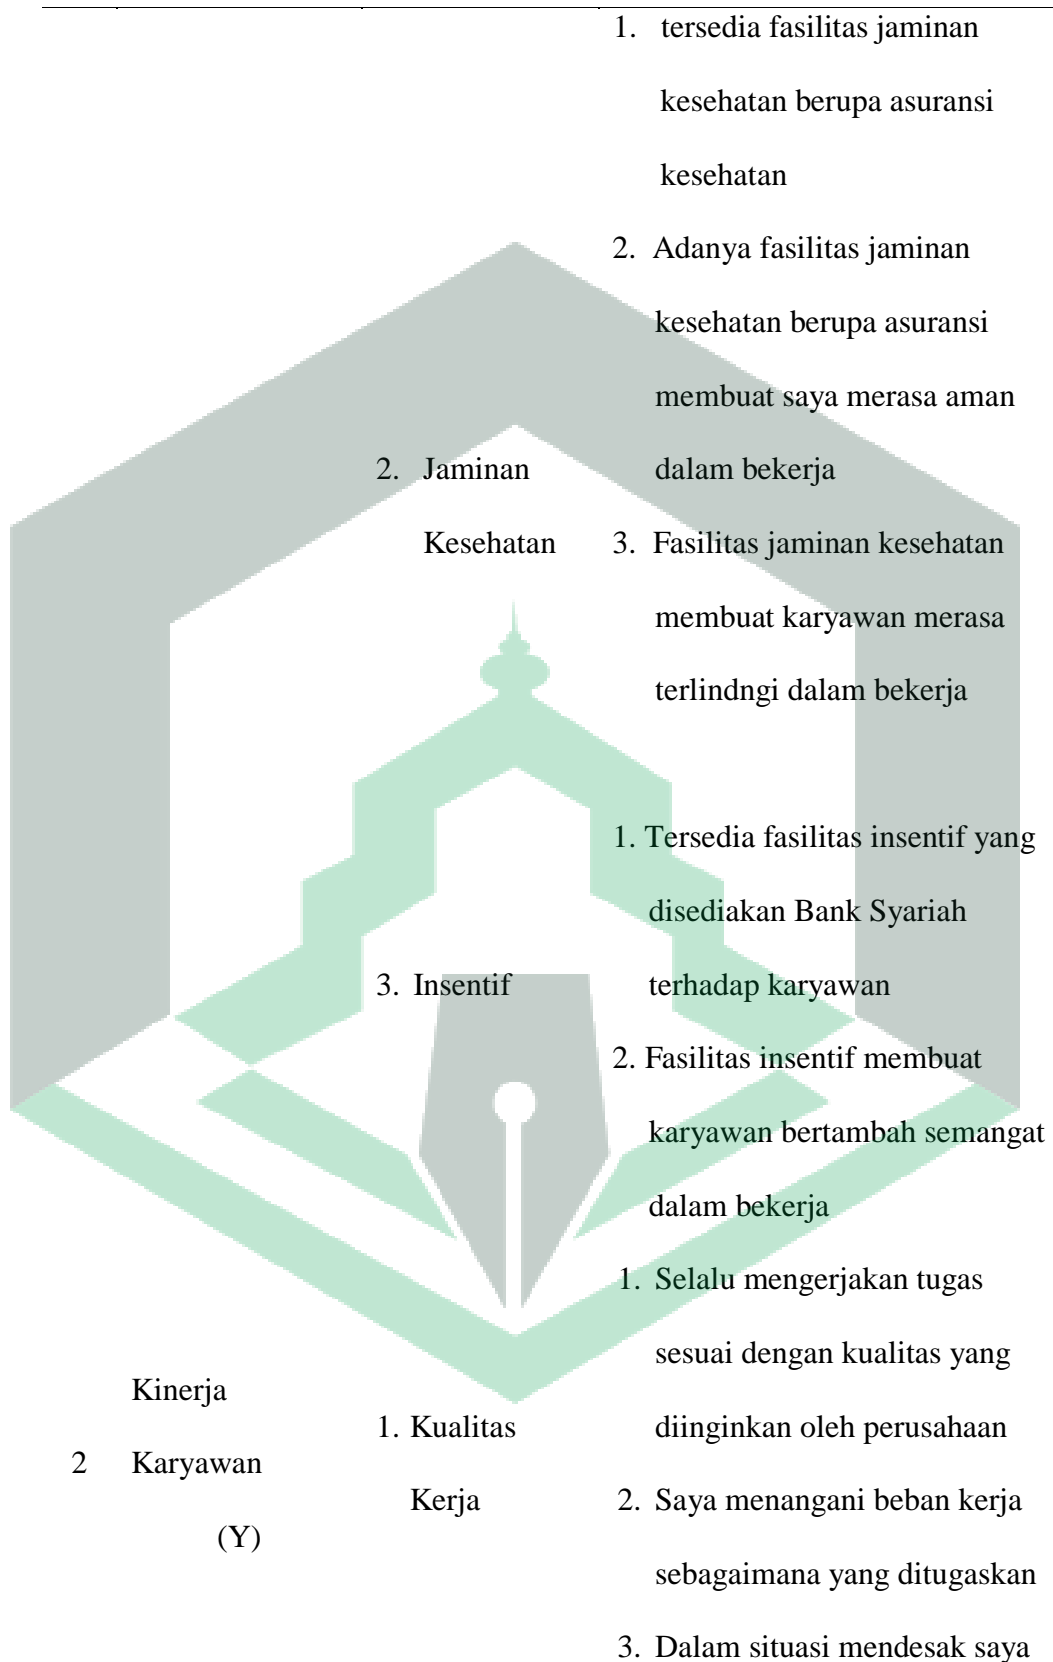 1. tersedia fasilitas jaminan
kesehatan berupa asuransi
kesehatan
2. Adanya fasilitas jaminan
kesehatan berupa asuransi
membuat saya merasa aman
2. Jaminan dalam bekerja
Kesehatan 3. Fasilitas jaminan kesehatan
membuat karyawan merasa
terlindngi dalam bekerja
1. Tersedia fasilitas insentif yang
disediakan Bank Syariah
3. Insentif terhadap karyawan
2. Fasilitas insentif membuat
karyawan bertambah semangat
dalam bekerja
1. Selalu mengerjakan tugas
sesuai dengan kualitas yang
Kinerja
1. Kualitas diinginkan oleh perusahaan
2 Karyawan
Kerja 2. Saya menangani beban kerja
(Y)
sebagaimana yang ditugaskan
3. Dalam situasi mendesak saya